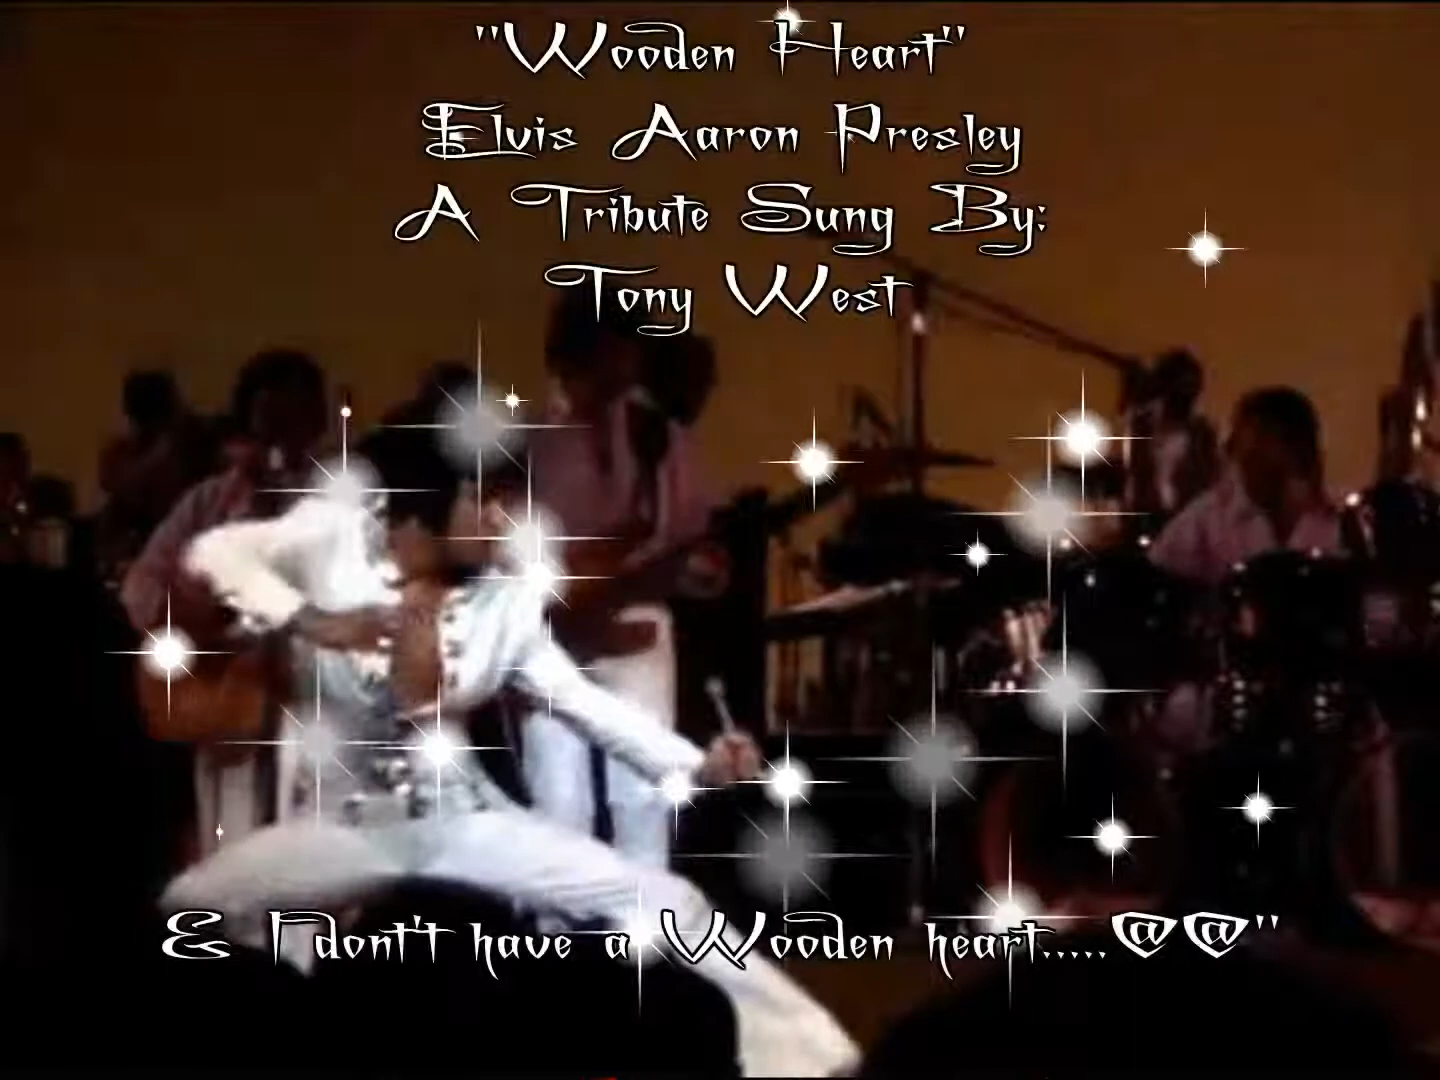 "Wooden Heart"
Elvis Aaron Presley
A Tribute Sung By:
Tony West
& I don't have a Wooden heart.....@@"